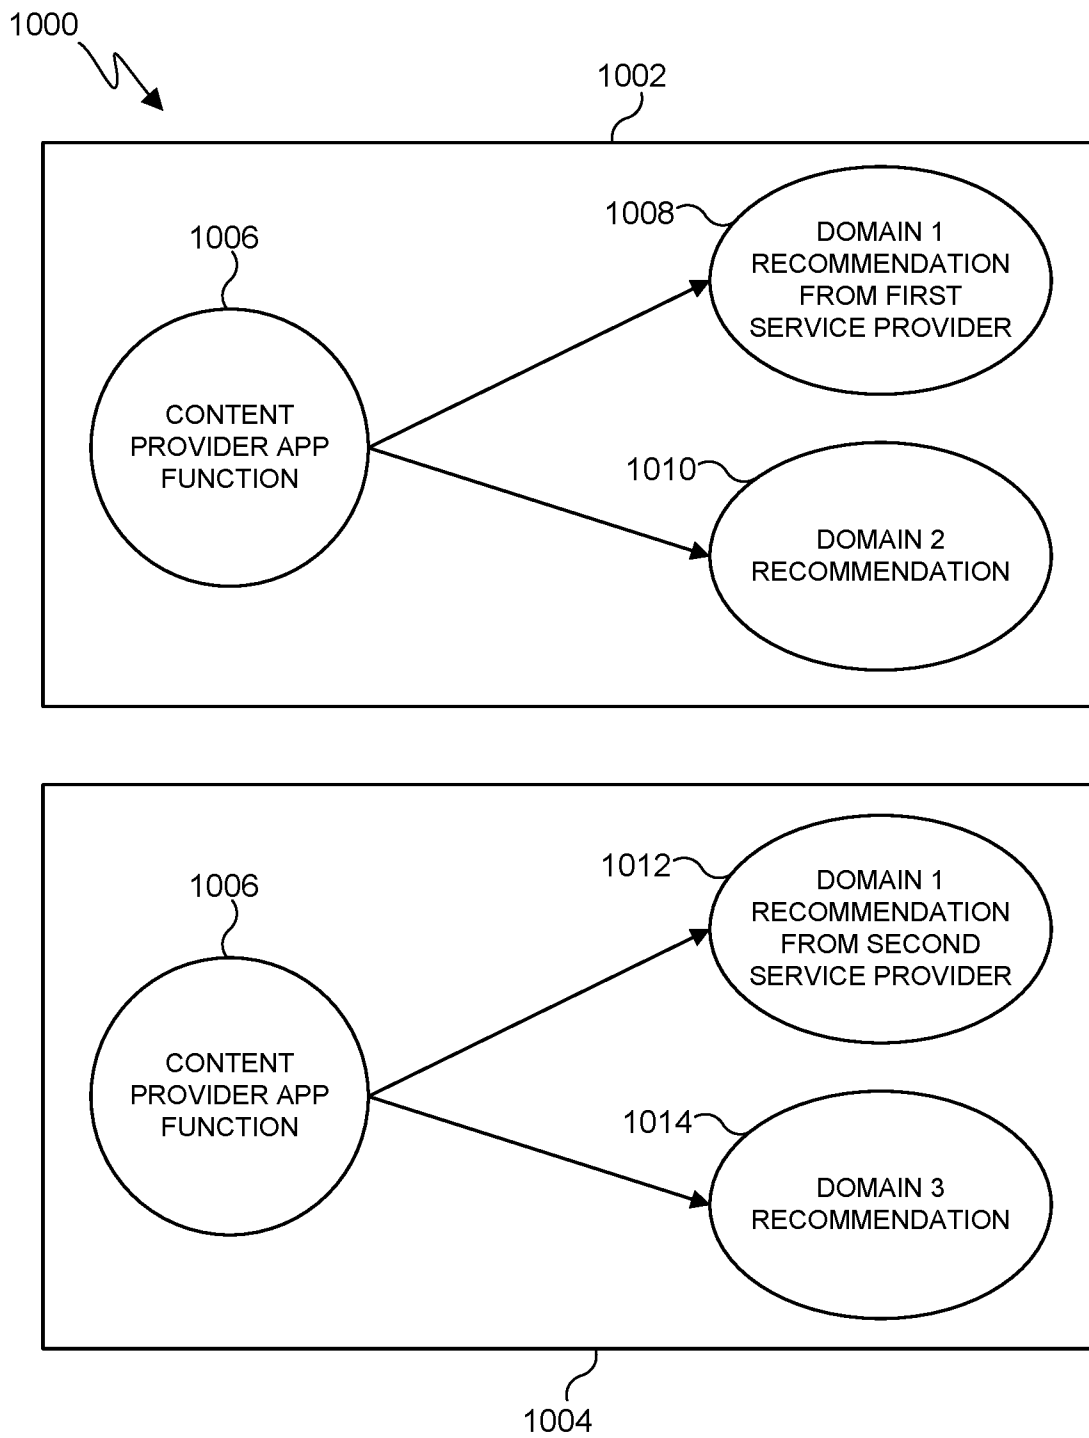 1000
1002
1008
DOMAIN 1
RECOMMENDATION
FROM FIRST
SERVICE PROVIDER
1006
CONTENT
PROVIDER APP
FUNCTION
1010
DOMAIN 2
RECOMMENDATION
1012
DOMAIN 1
RECOMMENDATION
FROM SECOND
SERVICE PROVIDER
1006
CONTENT
PROVIDER APP
FUNCTION
1014
DOMAIN 3
RECOMMENDATION
1004